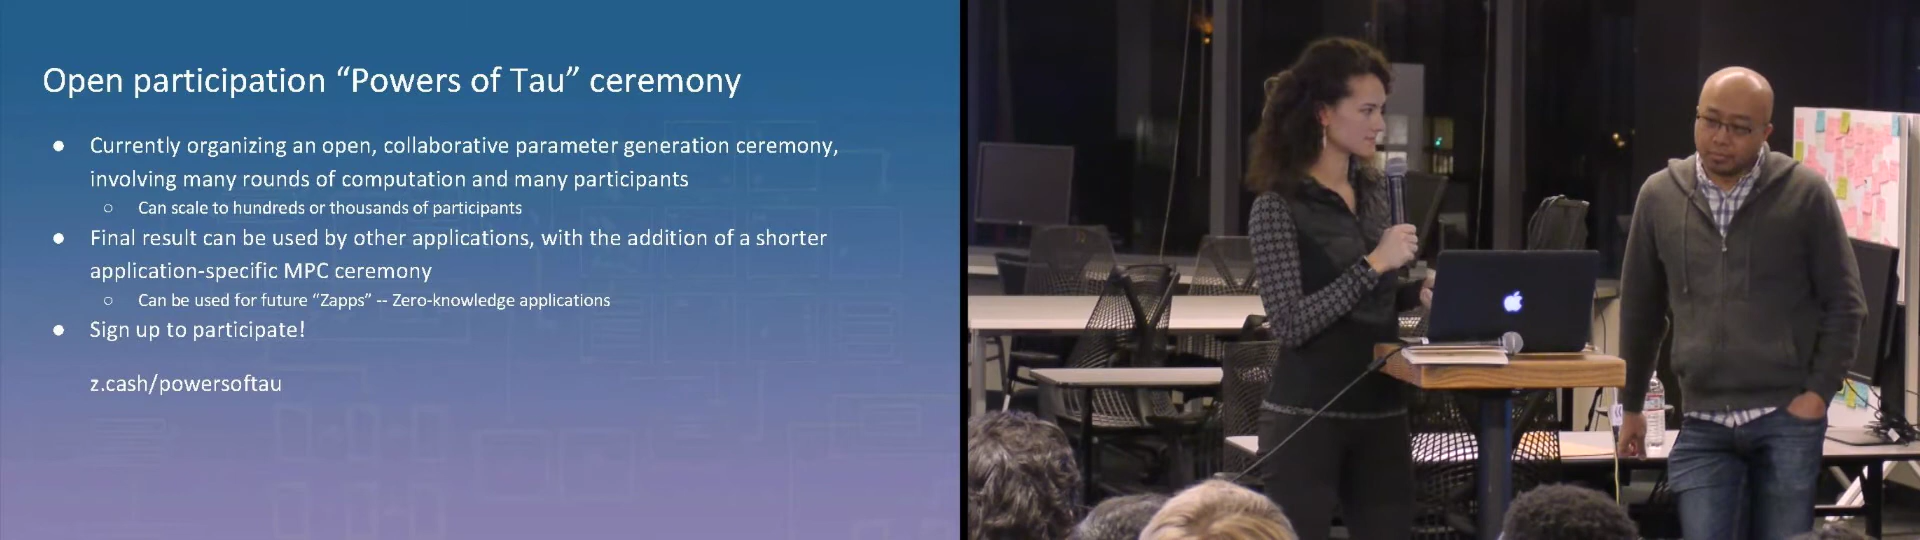 Open participation “Powers of Tau” ceremony
● Currently organizing an open, collaborative parameter generation ceremony,
involving many rounds of computation and many participants
○ Can scale to hundreds or thousands of participants
● Final result can be used by other applications, with the addition of a shorter
application-specific MPC ceremony
○ Can be used for future “Zapps” -- Zero-knowledge applications
● Sign up to participate!
z.cash/powersoftau